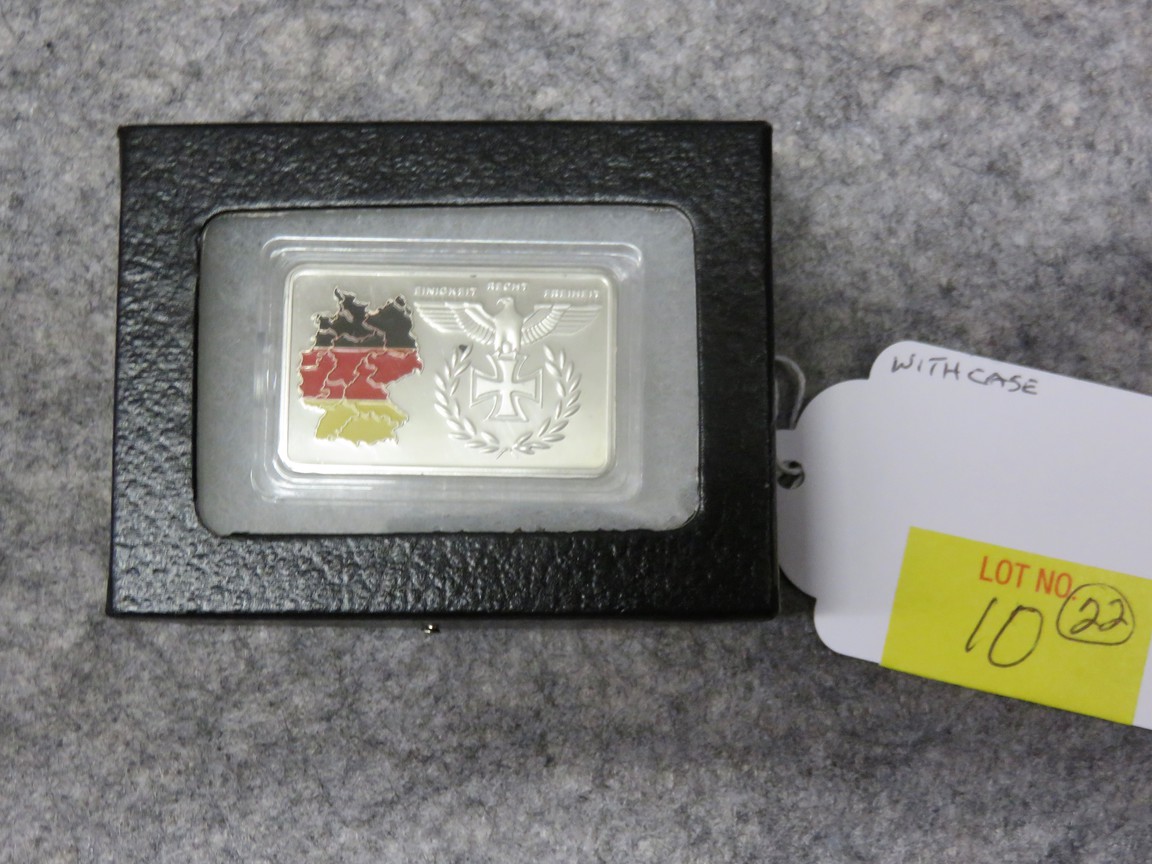 EINIGKEIT RECHT FREIHEIT
WITH CASE
LOT NO.
10 22